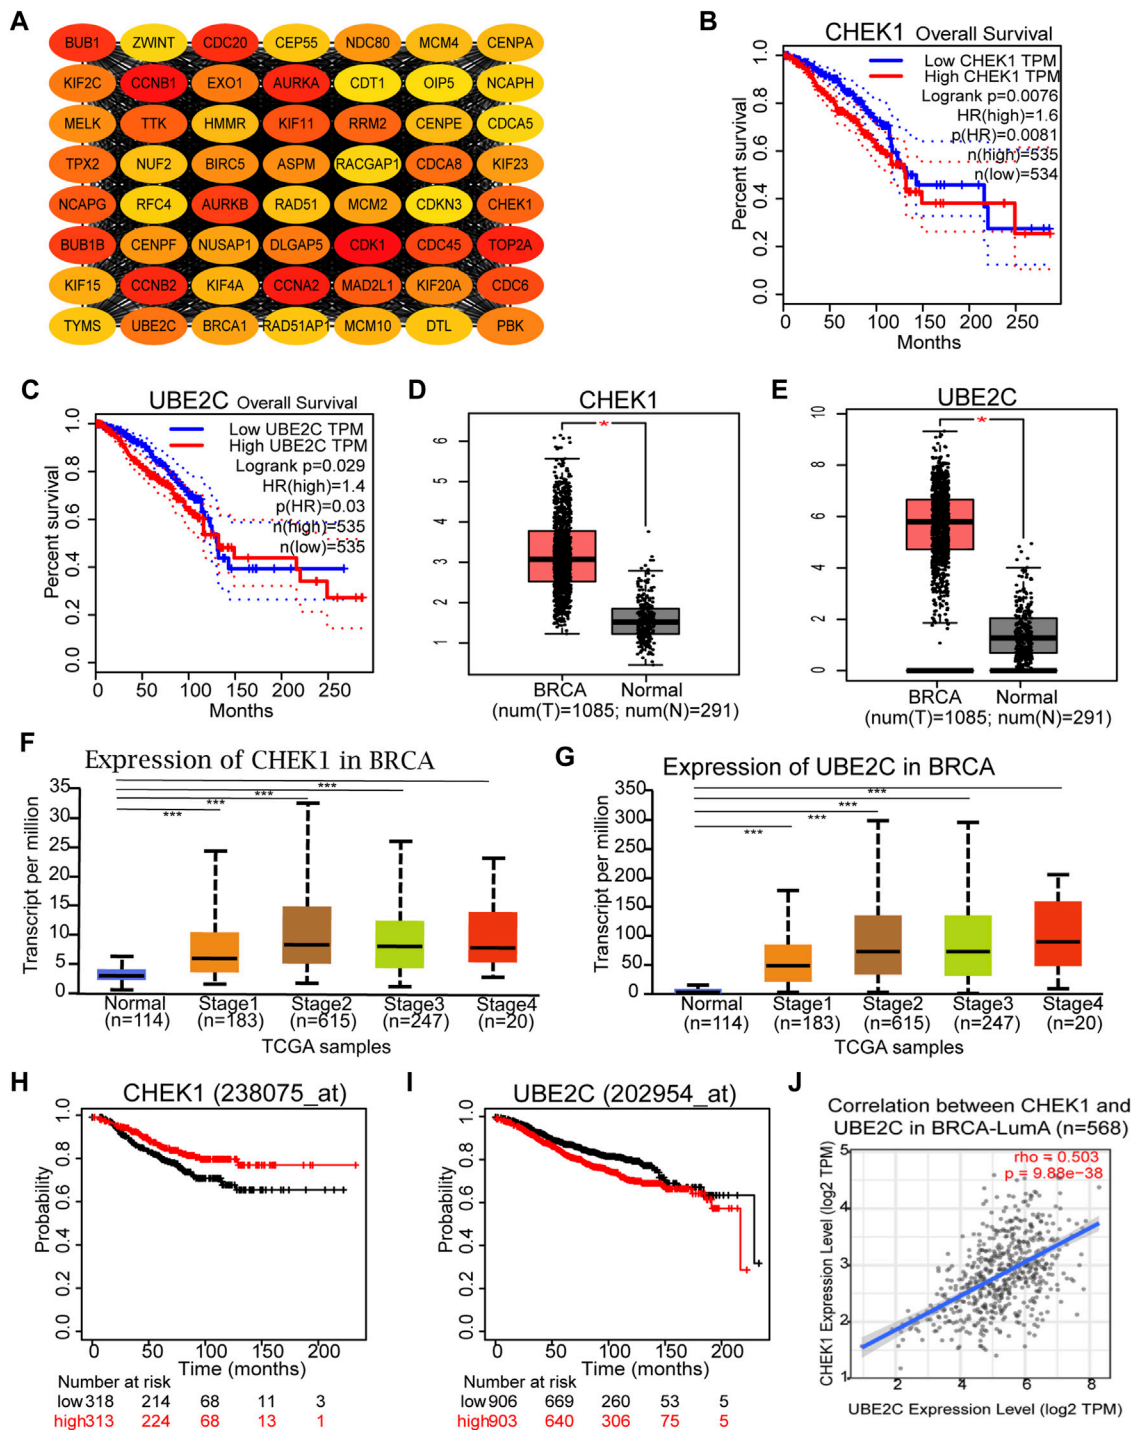 A
BUB1 ZWINT CDC20 CEP55 NDC80 MCM4 CENPA
KIF2C CCNB1 EXO1 AURKA CDT1 OIP5 NCAPH
MELK TTK HMMR KIF11 RRM2 CENPE CDCA5
TPX2 NUF2 BIRC5 ASPM RACGAP1 CDCA8 KIF23
NCAPG RFC4 AURKB RAD51 MCM2 CDKN3 CHEK1
BUB1B CENPF NUSAP1 DLGAP5 CDK1 CDC45 TOP2A
KIF15 CCNB2 KIF4A CCNA2 MAD2L1 KIF20A CDC6
TYMS UBE2C BRCA1 RAD51AP1 MCM10 DTL PBK
B
CHEK1 Overall Survival
Low CHEK1 TPM
High CHEK1 TPM
Logrank p=0.0076
HR(high)=1.6
p(HR)=0.0081
n(high)=535
n(low)=534
Percent survival
1.0
0.8
0.6
0.4
0.2
0.0
0 50 100 150 200 250
Months
C
UBE2C Overall Survival
Low UBE2C TPM
High UBE2C TPM
Logrank p=0.029
HR(high)=1.4
p(HR)=0.03
n(high)=535
n(low)=535
Percent survival
1.0
0.8
0.6
0.4
0.2
0.0
0 50 100 150 200 250
Months
D
CHEK1
*
6
5
4
3
2
1
BRCA Normal
(num(T)=1085; num(N)=291)
E
UBE2C
*
10
8
6
4
2
0
BRCA Normal
(num(T)=1085; num(N)=291)
F
Expression of CHEK1 in BRCA
Transcript per million
35
30
25
20
15
10
5
0
***
***
***
***
Normal Stage1 Stage2 Stage3 Stage4
(n=114) (n=183) (n=615) (n=247) (n=20)
TCGA samples
G
Expression of UBE2C in BRCA
Transcript per million
350
300
250
200
150
100
50
0
***
***
***
Normal Stage1 Stage2 Stage3 Stage4
(n=114) (n=183) (n=615) (n=247) (n=20)
TCGA samples
H
CHEK1 (238075_at)
Probability
1.0
0.8
0.6
0.4
0.2
0.0
0 50 100 150 200
Time (months)
Number at risk
low 318 214 68 11 3
high 313 224 68 13 1
I
UBE2C (202954_at)
Probability
1.0
0.8
0.6
0.4
0.2
0.0
0 50 100 150 200
Time (months)
Number at risk
low 906 669 260 53 5
high 903 640 306 75 5
J
Correlation between CHEK1 and
UBE2C in BRCA-LumA (n=568)
rho = 0.503
p = 9.88e−38
CHEK1 Expression Level (log2 TPM)
5
4
3
2
1
2 4 6 8
UBE2C Expression Level (log2 TPM)